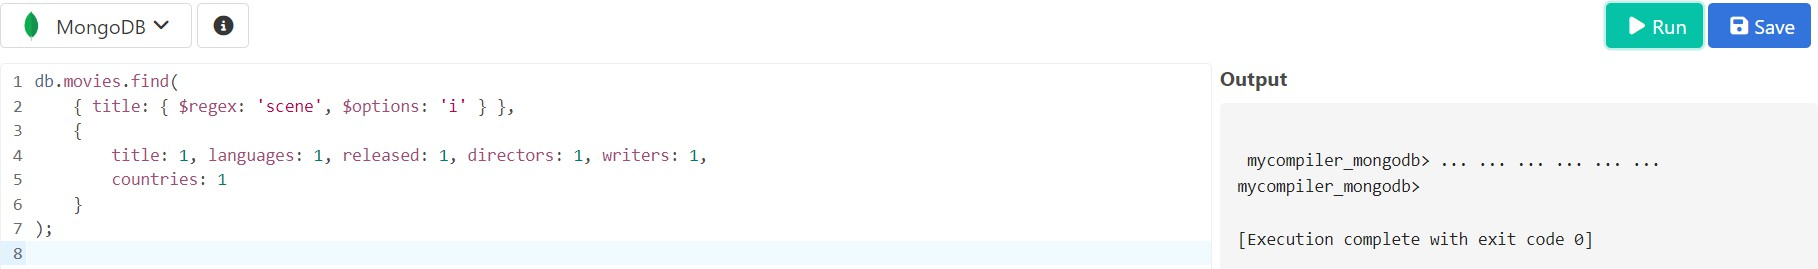 MongoDB
Run
Save
1 db.movies.find(
2     { title: { $regex: 'scene', $options: 'i' } },
3     {
4         title: 1, languages: 1, released: 1, directors: 1, writers: 1,
5         countries: 1
6     }
7 );
8
Output
mycompiler_mongodb> ... ... ... ... ... ...
mycompiler_mongodb>
[Execution complete with exit code 0]